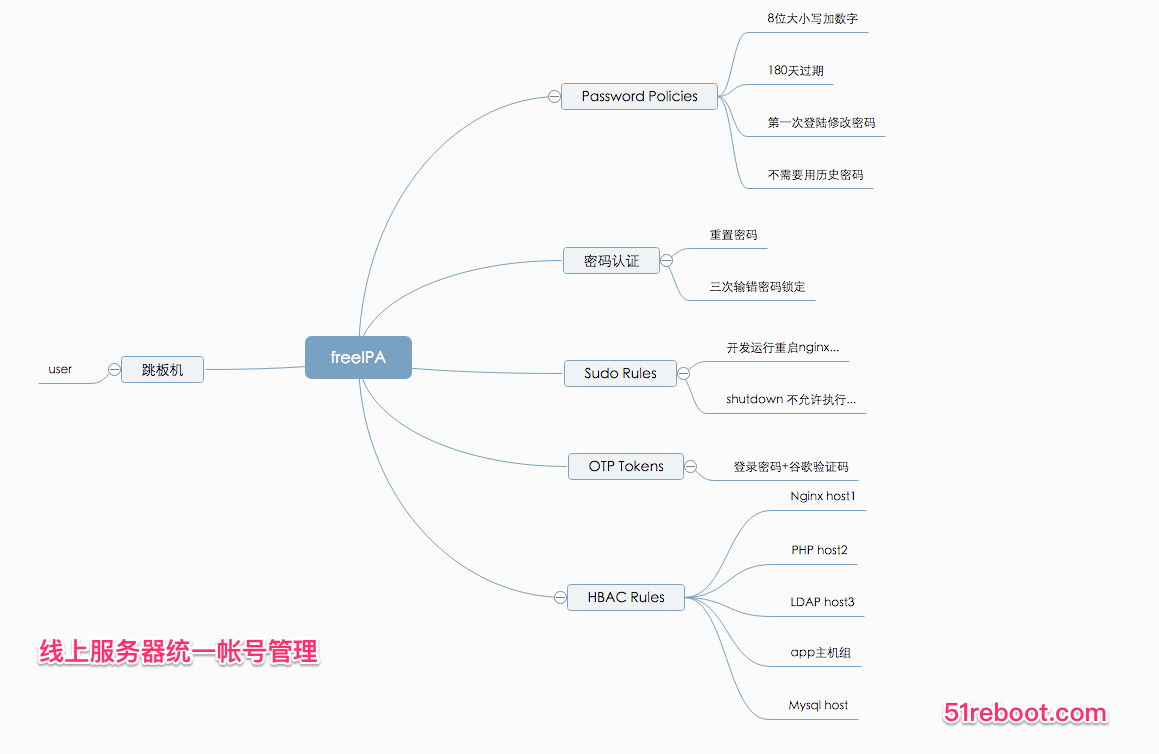 8位大小写加数字
180天过期
Password Policies
第一次登陆修改密码
不需要用历史密码
重置密码
密码认证
三次输错密码锁定
freeIPA
跳板机
user
开发运行重启nginx...
Sudo Rules
shutdown 不允许执行...
OTP Tokens
登录密码+谷歌验证码
Nginx host1
PHP host2
HBAC Rules
LDAP host3
app主机组
Mysql host
线上服务器统一帐号管理
51reboot.com